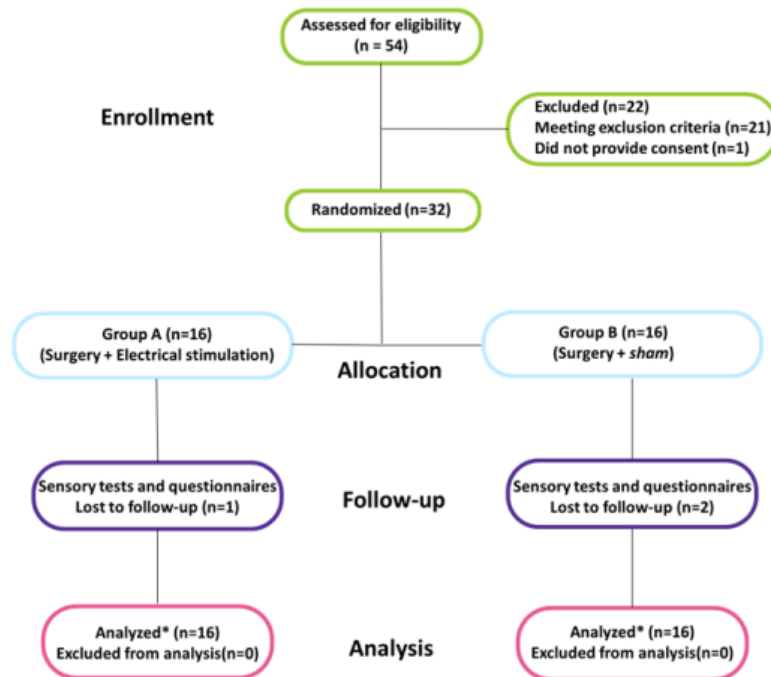 Assessed for eligibility
(n = 54)
Enrollment
Excluded (n=22)
Meeting exclusion criteria (n=21)
Did not provide consent (n=1)
Randomized (n=32)
Group A (n=16)
(Surgery + Electrical stimulation)
Group B (n=16)
(Surgery + sham)
Allocation
Sensory tests and questionnaires
Lost to follow-up (n=1)
Follow-up
Sensory tests and questionnaires
Lost to follow-up (n=2)
Analyzed* (n=16)
Excluded from analysis(n=0)
Analysis
Analyzed* (n=16)
Excluded from analysis(n=0)